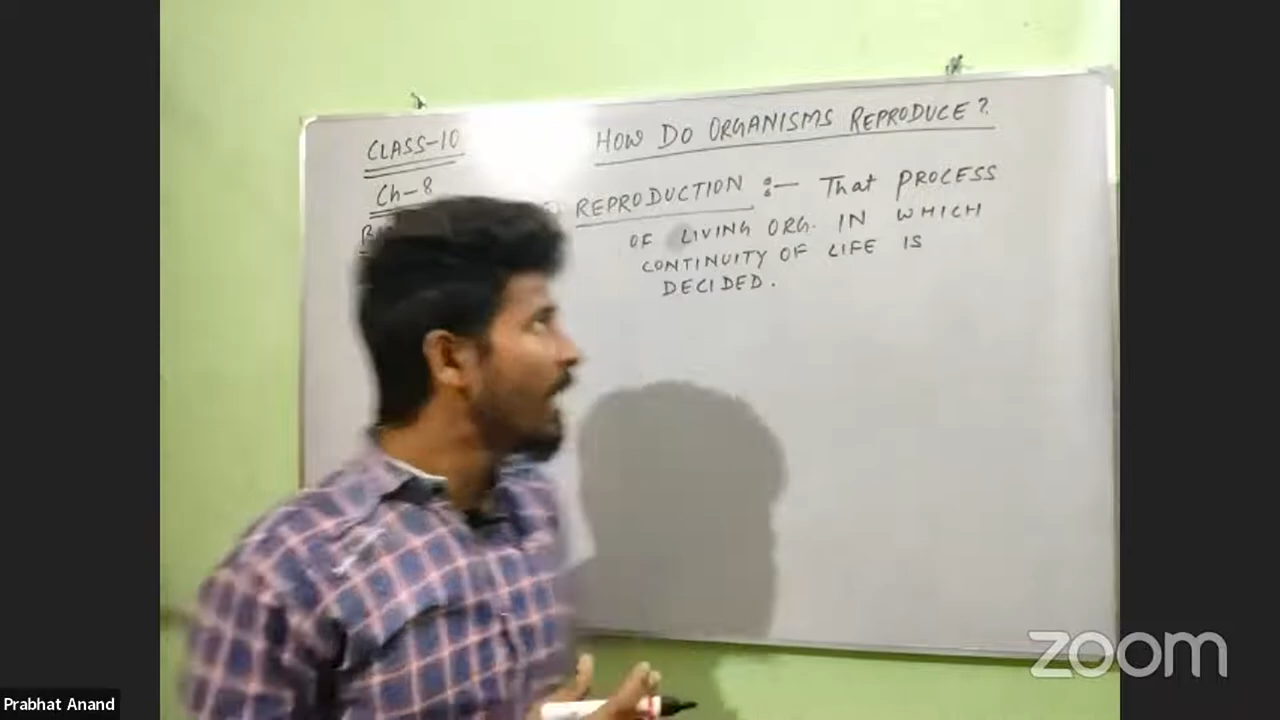 CLASS-10
HOW DO ORGANISMS REPRODUCE?
Ch-8
REPRODUCTION :— That PROCESS
OF LIVING ORG. IN WHICH
CONTINUITY OF LIFE IS
DECIDED.
zoom
Prabhat Anand